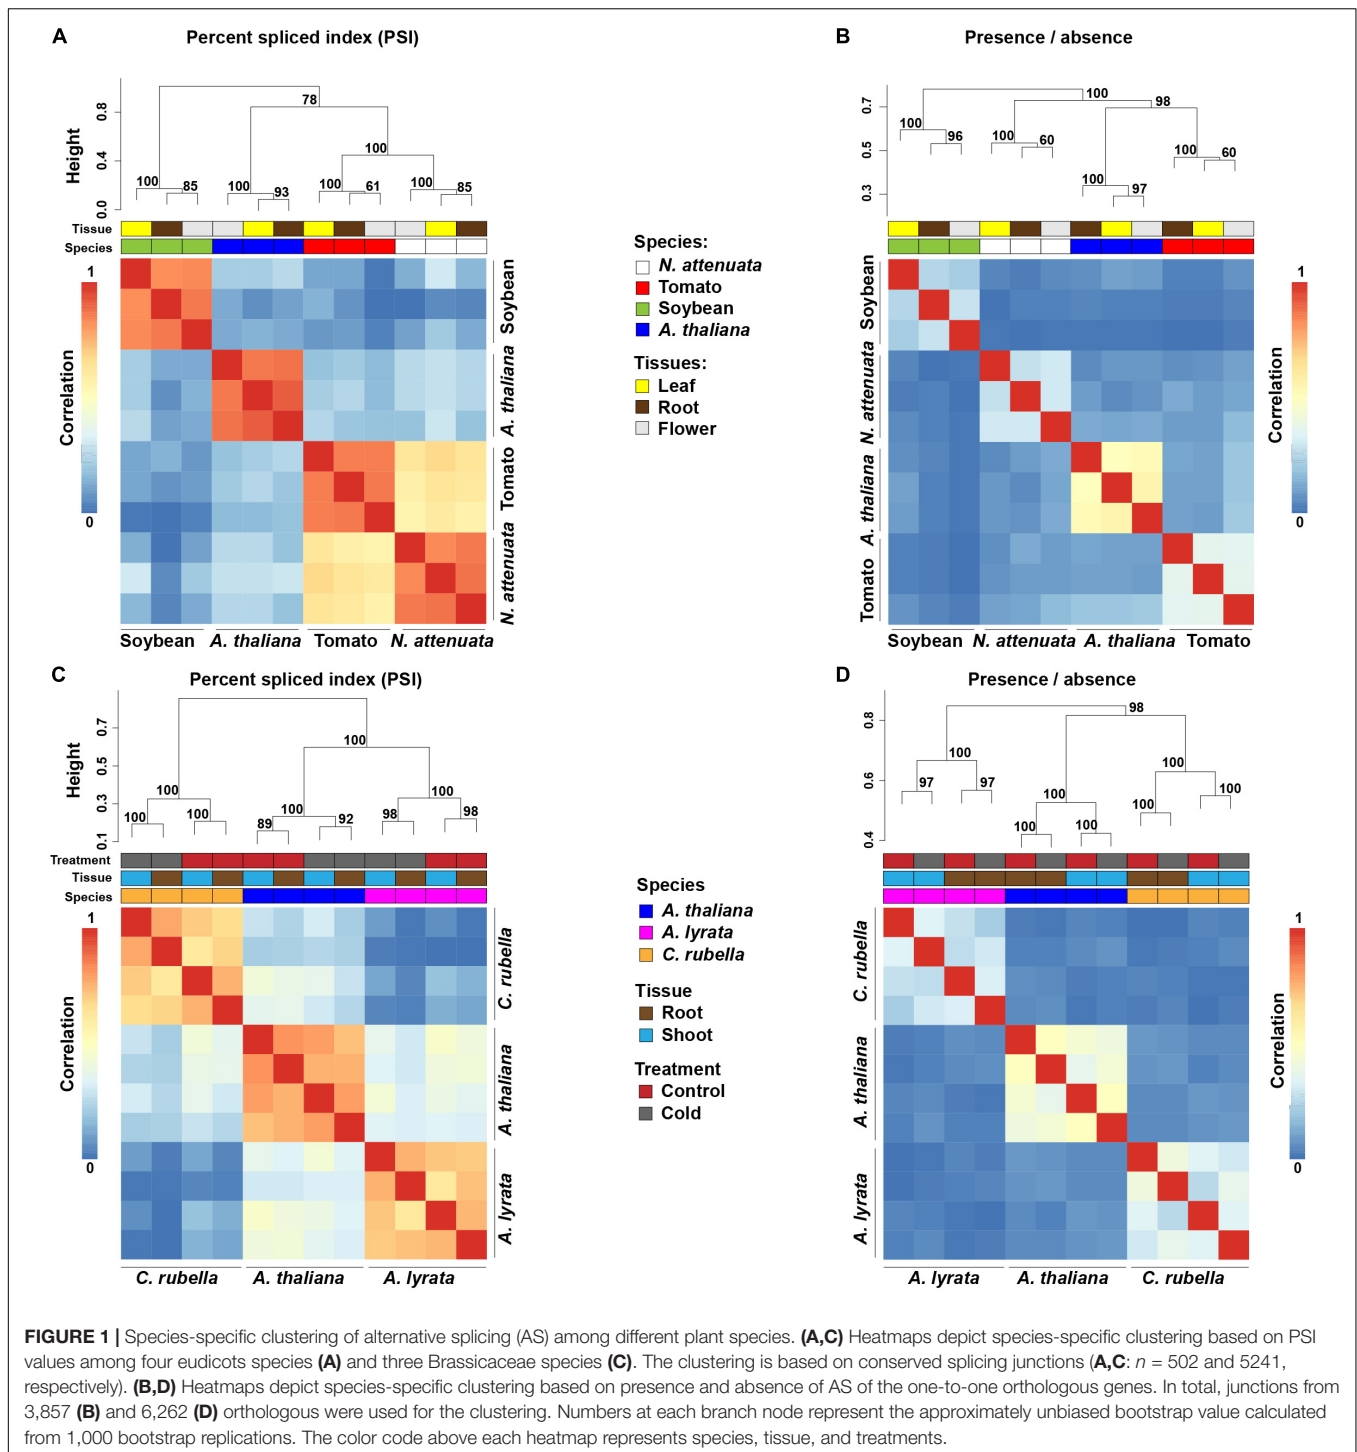 A
Percent spliced index (PSI)
Height
0.8
0.4
0.0
78
100
100
85
100
93
100
61
100
85
Tissue
Species
1
Correlation
0
Soybean
A. thaliana
Tomato
N. attenuata
Soybean
A. thaliana
Tomato
N. attenuata
Species:
N. attenuata
Tomato
Soybean
A. thaliana
Tissues:
Leaf
Root
Flower
B
Presence / absence
0.7
0.5
0.3
100
98
100
96
100
60
100
60
100
97
Soybean
N. attenuata
A. thaliana
Tomato
1
Correlation
0
Soybean
N. attenuata
A. thaliana
Tomato
C
Percent spliced index (PSI)
Height
0.7
0.5
0.3
0.1
100
100
100
100
100
100
89
92
98
98
Treatment
Tissue
Species
1
Correlation
0
C. rubella
A. thaliana
A. lyrata
C. rubella
A. thaliana
A. lyrata
Species
A. thaliana
A. lyrata
C. rubella
Tissue
Root
Shoot
Treatment
Control
Cold
D
Presence / absence
0.8
0.6
0.4
98
100
97
97
100
100
100
100
100
100
C. rubella
A. thaliana
A. lyrata
1
Correlation
0
A. lyrata
A. thaliana
C. rubella
FIGURE 1 | Species-specific clustering of alternative splicing (AS) among different plant species. (A,C) Heatmaps depict species-specific clustering based on PSI
values among four eudicots species (A) and three Brassicaceae species (C). The clustering is based on conserved splicing junctions (A,C: n = 502 and 5241,
respectively). (B,D) Heatmaps depict species-specific clustering based on presence and absence of AS of the one-to-one orthologous genes. In total, junctions from
3,857 (B) and 6,262 (D) orthologous were used for the clustering. Numbers at each branch node represent the approximately unbiased bootstrap value calculated
from 1,000 bootstrap replications. The color code above each heatmap represents species, tissue, and treatments.